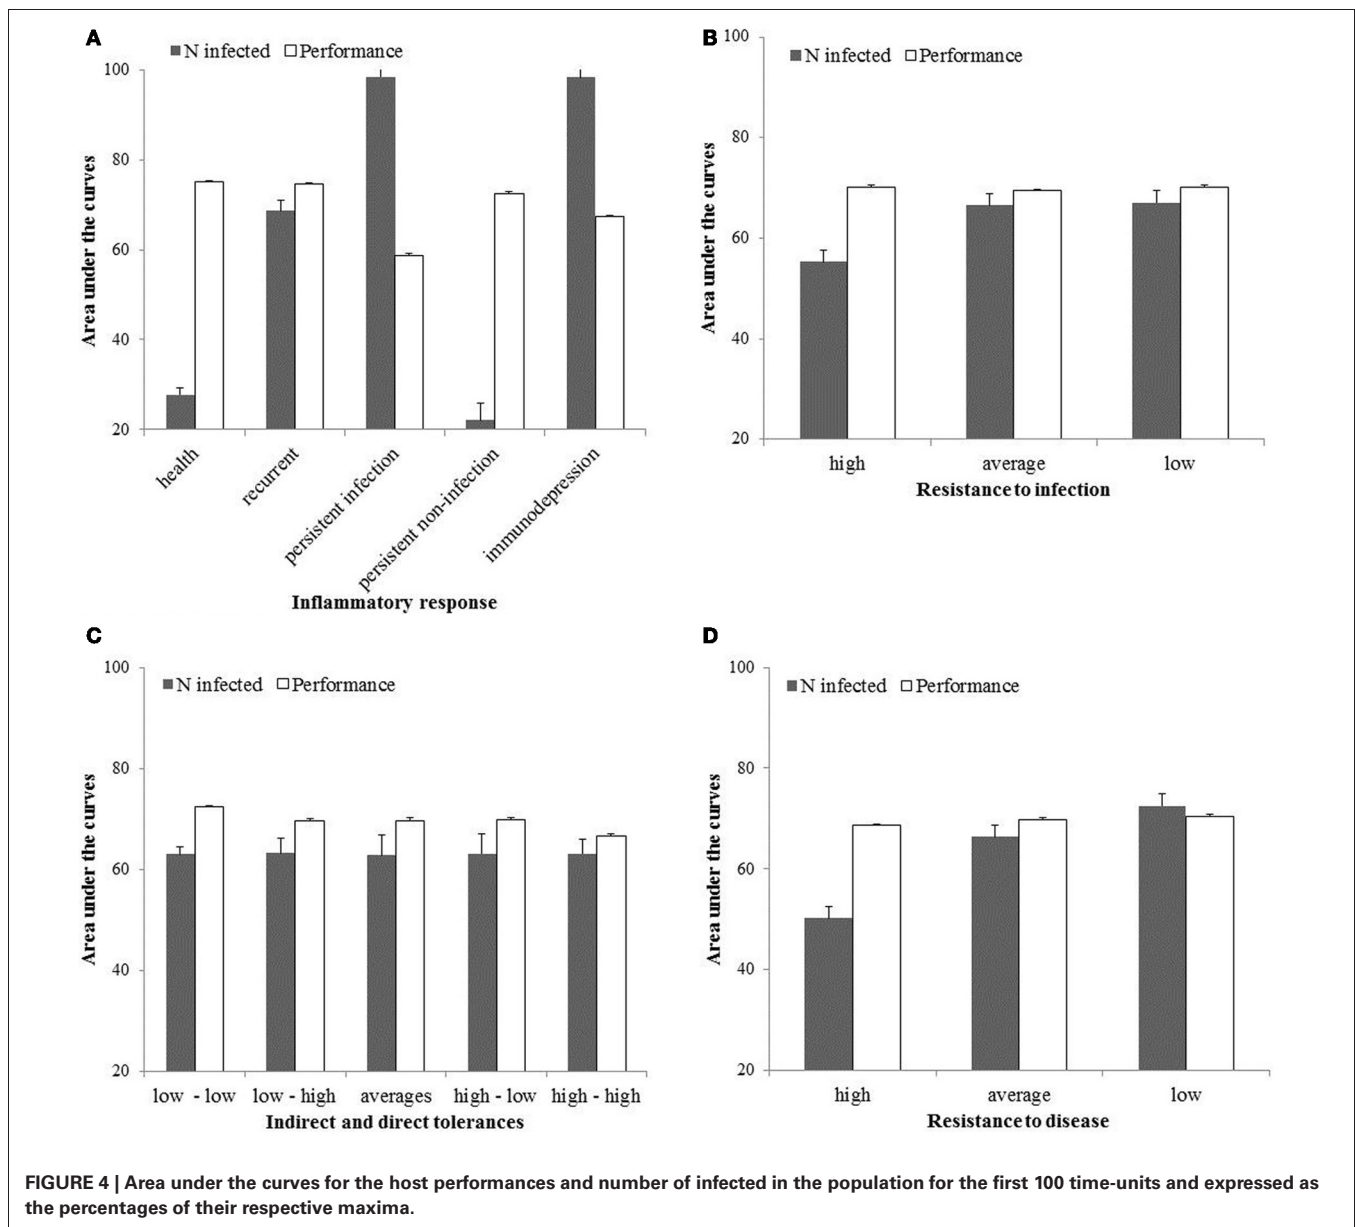 A
N infected Performance
100
80
60
40
20
Area under the curves
health
recurrent
persistent infection
persistent non-infection
immunodepression
Inflammatory response
B
N infected Performance
100
80
60
40
20
Area under the curves
high average low
Resistance to infection
C
N infected Performance
100
80
60
40
20
Area under the curves
low - low low - high averages high - low high - high
Indirect and direct tolerances
D
N infected Performance
100
80
60
40
20
Area under the curves
high average low
Resistance to disease
FIGURE 4 | Area under the curves for the host performances and number of infected in the population for the first 100 time-units and expressed as
the percentages of their respective maxima.